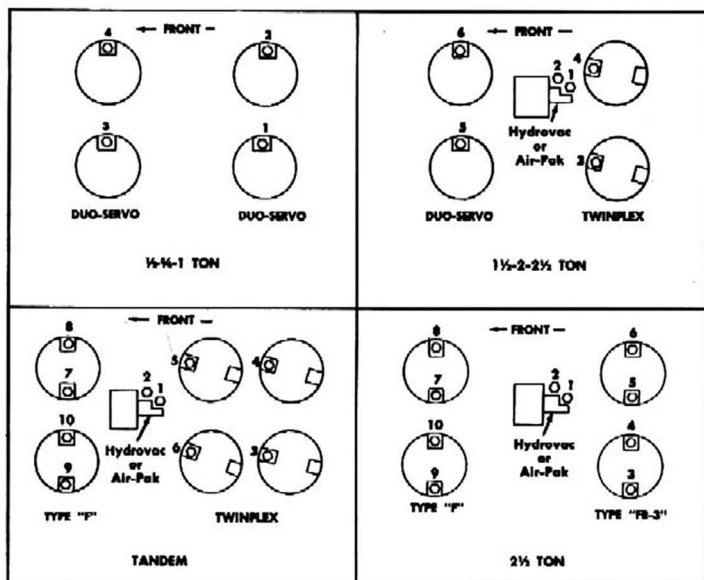 ← FRONT —
4
2
3
1
DUO-SERVO
DUO-SERVO
½-¾-1 TON
← FRONT —
6
2
1
4
5
3
Hydrovac
or
Air-Pak
DUO-SERVO
TWINPLEX
1½-2-2½ TON
← FRONT —
8
5
4
7
2
1
10
6
3
9
Hydrovac
or
Air-Pak
TYPE "F"
TWINPLEX
TANDEM
← FRONT —
8
6
7
2
1
5
10
4
9
3
Hydrovac
or
Air-Pak
TYPE "F"
TYPE "FR-3"
2½ TON